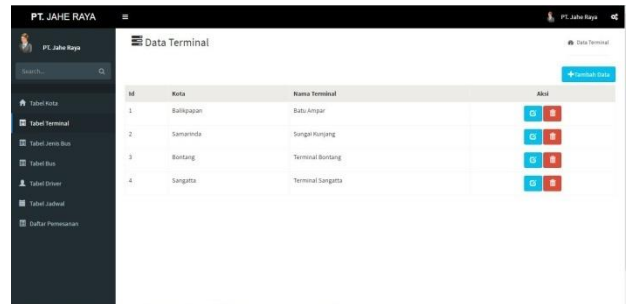 PT. JAHE RAYA
PT. Jahe Raya
PT. Jahe Raya
Data Terminal
Data Terminal
Search...
Tambah Data
Id Kota Nama Terminal Aksi
1 Balikpapan Batu Ampar
2 Samarinda Sungai Kunjang
3 Bontang Terminal Bontang
4 Sangatta Terminal Sangatta
Tabel Kota
Tabel Terminal
Tabel Jenis Bus
Tabel Bus
Tabel Driver
Tabel Jadwal
Daftar Pemesanan